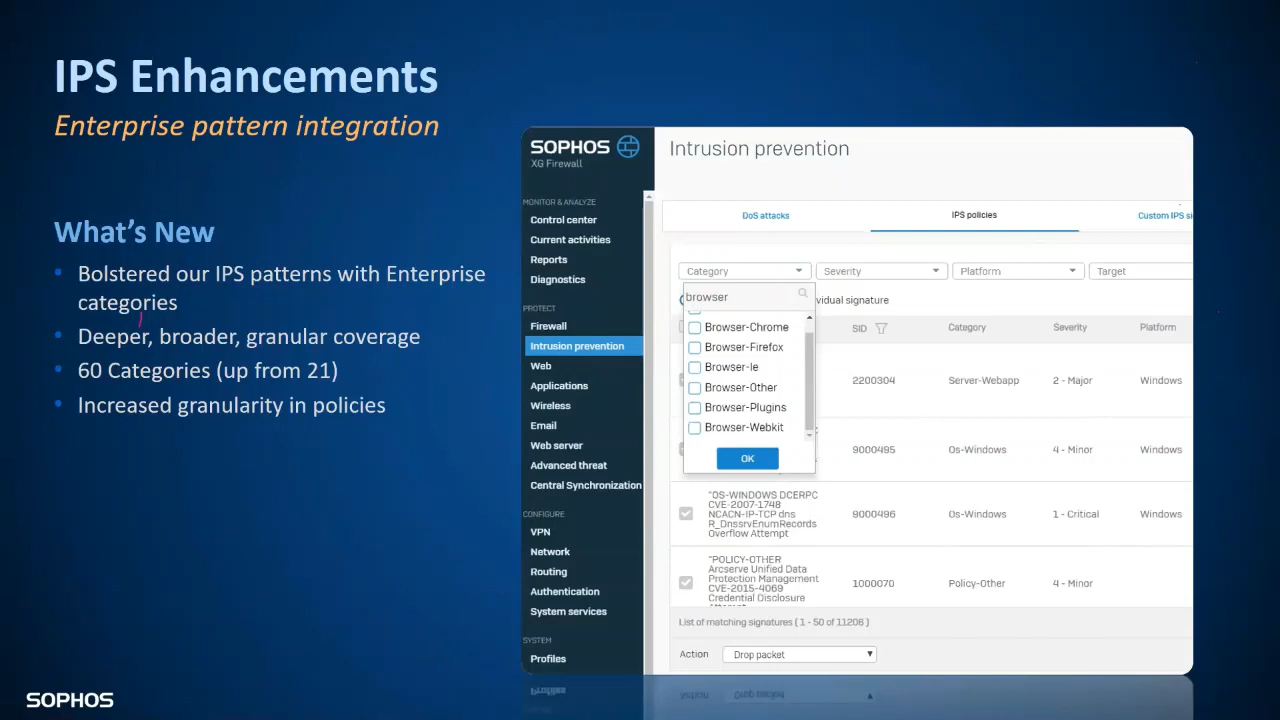 IPS Enhancements
Enterprise pattern integration
What's New
• Bolstered our IPS patterns with Enterprise
categories
• Deeper, broader, granular coverage
• 60 Categories (up from 21)
• Increased granularity in policies
SOPHOS
SOPHOS
XG Firewall
MONITOR & ANALYZE
Control center
Current activities
Reports
Diagnostics
PROTECT
Firewall
Intrusion prevention
Web
Applications
Wireless
Email
Web server
Advanced threat
Central Synchronization
CONFIGURE
VPN
Network
Routing
Authentication
System services
SYSTEM
Profiles
Intrusion prevention
DoS attacks IPS policies Custom IPS si
Category Severity Platform Target
browser
vidual signature
Browser-Chrome
Browser-Firefox
Browser-Ie
Browser-Other
Browser-Plugins
Browser-Webkit
OK
SID Category Severity Platform
2200304 Server-Webapp 2 - Major Windows
9000495 Os-Windows 4 - Minor Windows
"OS-WINDOWS DCERPC
CVE-2007-1748
NCACN-IP-TCP dns
R_DnssrvEnumRecords
Overflow Attempt
9000496 Os-Windows 1 - Critical Windows
"POLICY-OTHER
Arcserve Unified Data
Protection Management
CVE-2015-4069
Credential Disclosure
1000070 Policy-Other 4 - Minor
List of matching signatures ( 1 - 50 of 11208 )
Action Drop packet